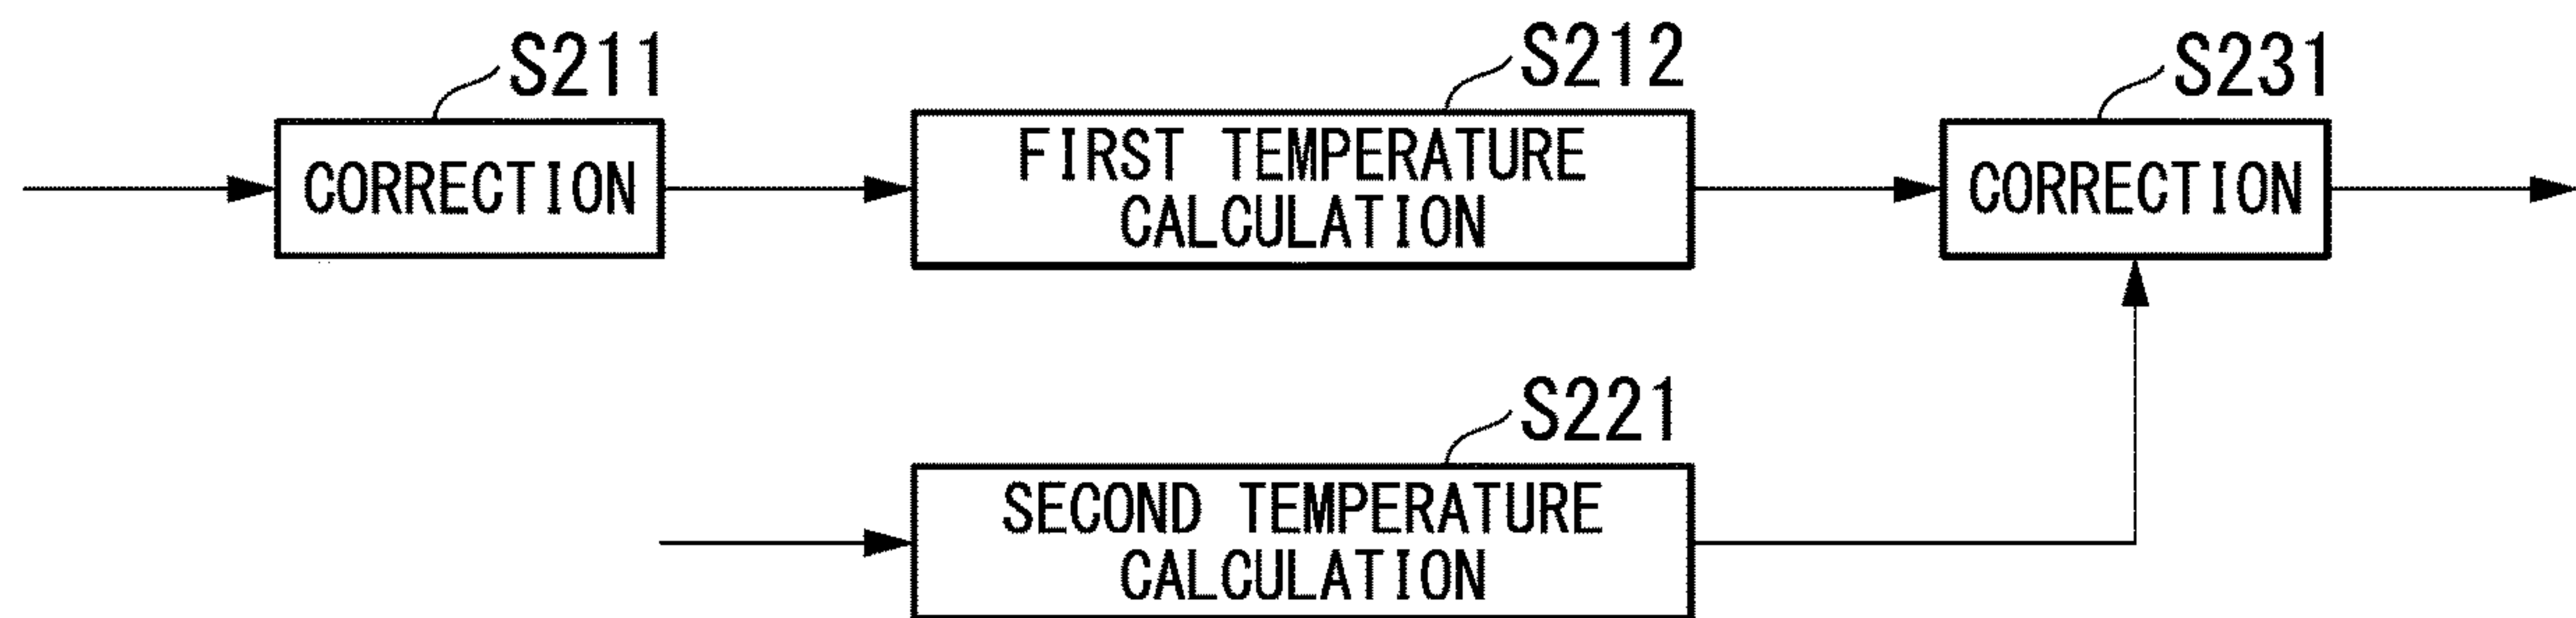 S211
CORRECTION
S212
FIRST TEMPERATURE
CALCULATION
S231
CORRECTION
S221
SECOND TEMPERATURE
CALCULATION